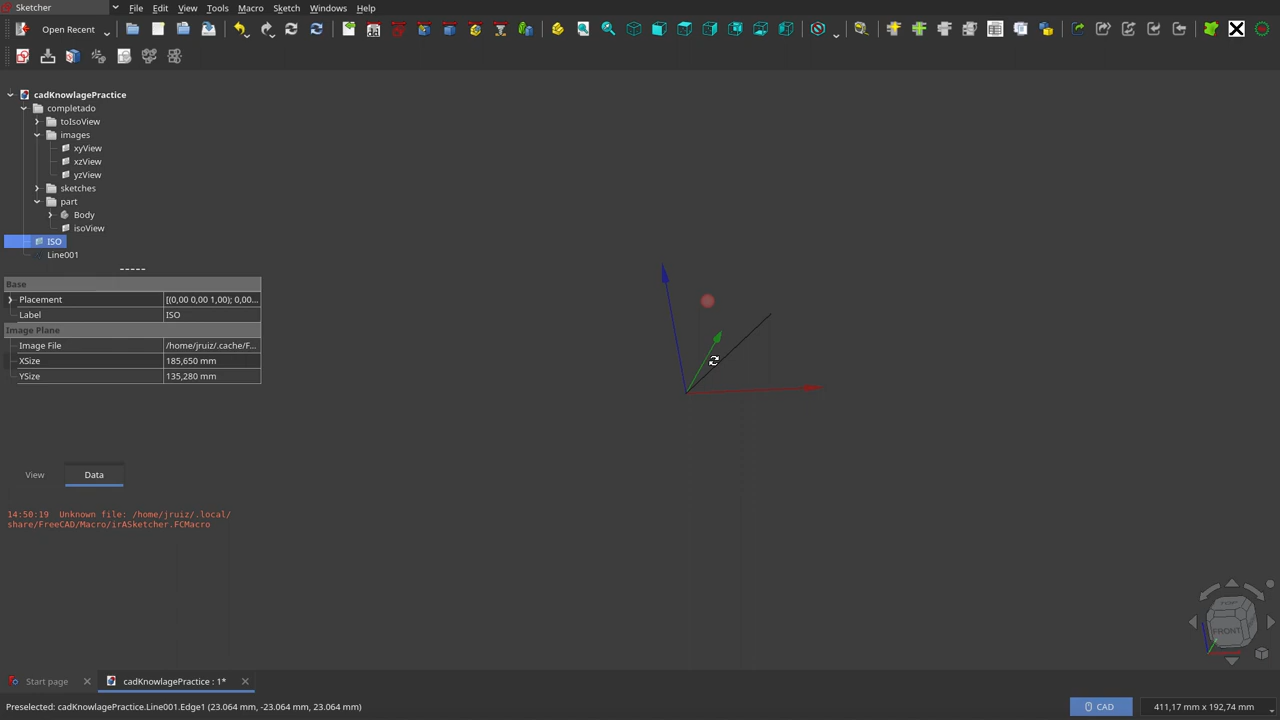 Sketcher
File Edit View Tools Macro Sketch Windows Help
Open Recent
cadKnowlagePractice
completado
toIsoView
images
xyView
xzView
yzView
sketches
part
Body
isoView
ISO
Line001
Base
Placement [(0,00 0,00 1,00); 0,00...
Label ISO
Image Plane
Image File /home/jruiz/.cache/F...
XSize 185,650 mm
YSize 135,280 mm
View Data
14:50:19 Unknown file: /home/jruiz/.local/
share/FreeCAD/Macro/irASketcher.FCMacro
TOP
FRONT
Start page
cadKnowlagePractice : 1*
Preselected: cadKnowlagePractice.Line001.Edge1 (23.064 mm, -23.064 mm, 23.064 mm)
CAD
411,17 mm x 192,74 mm